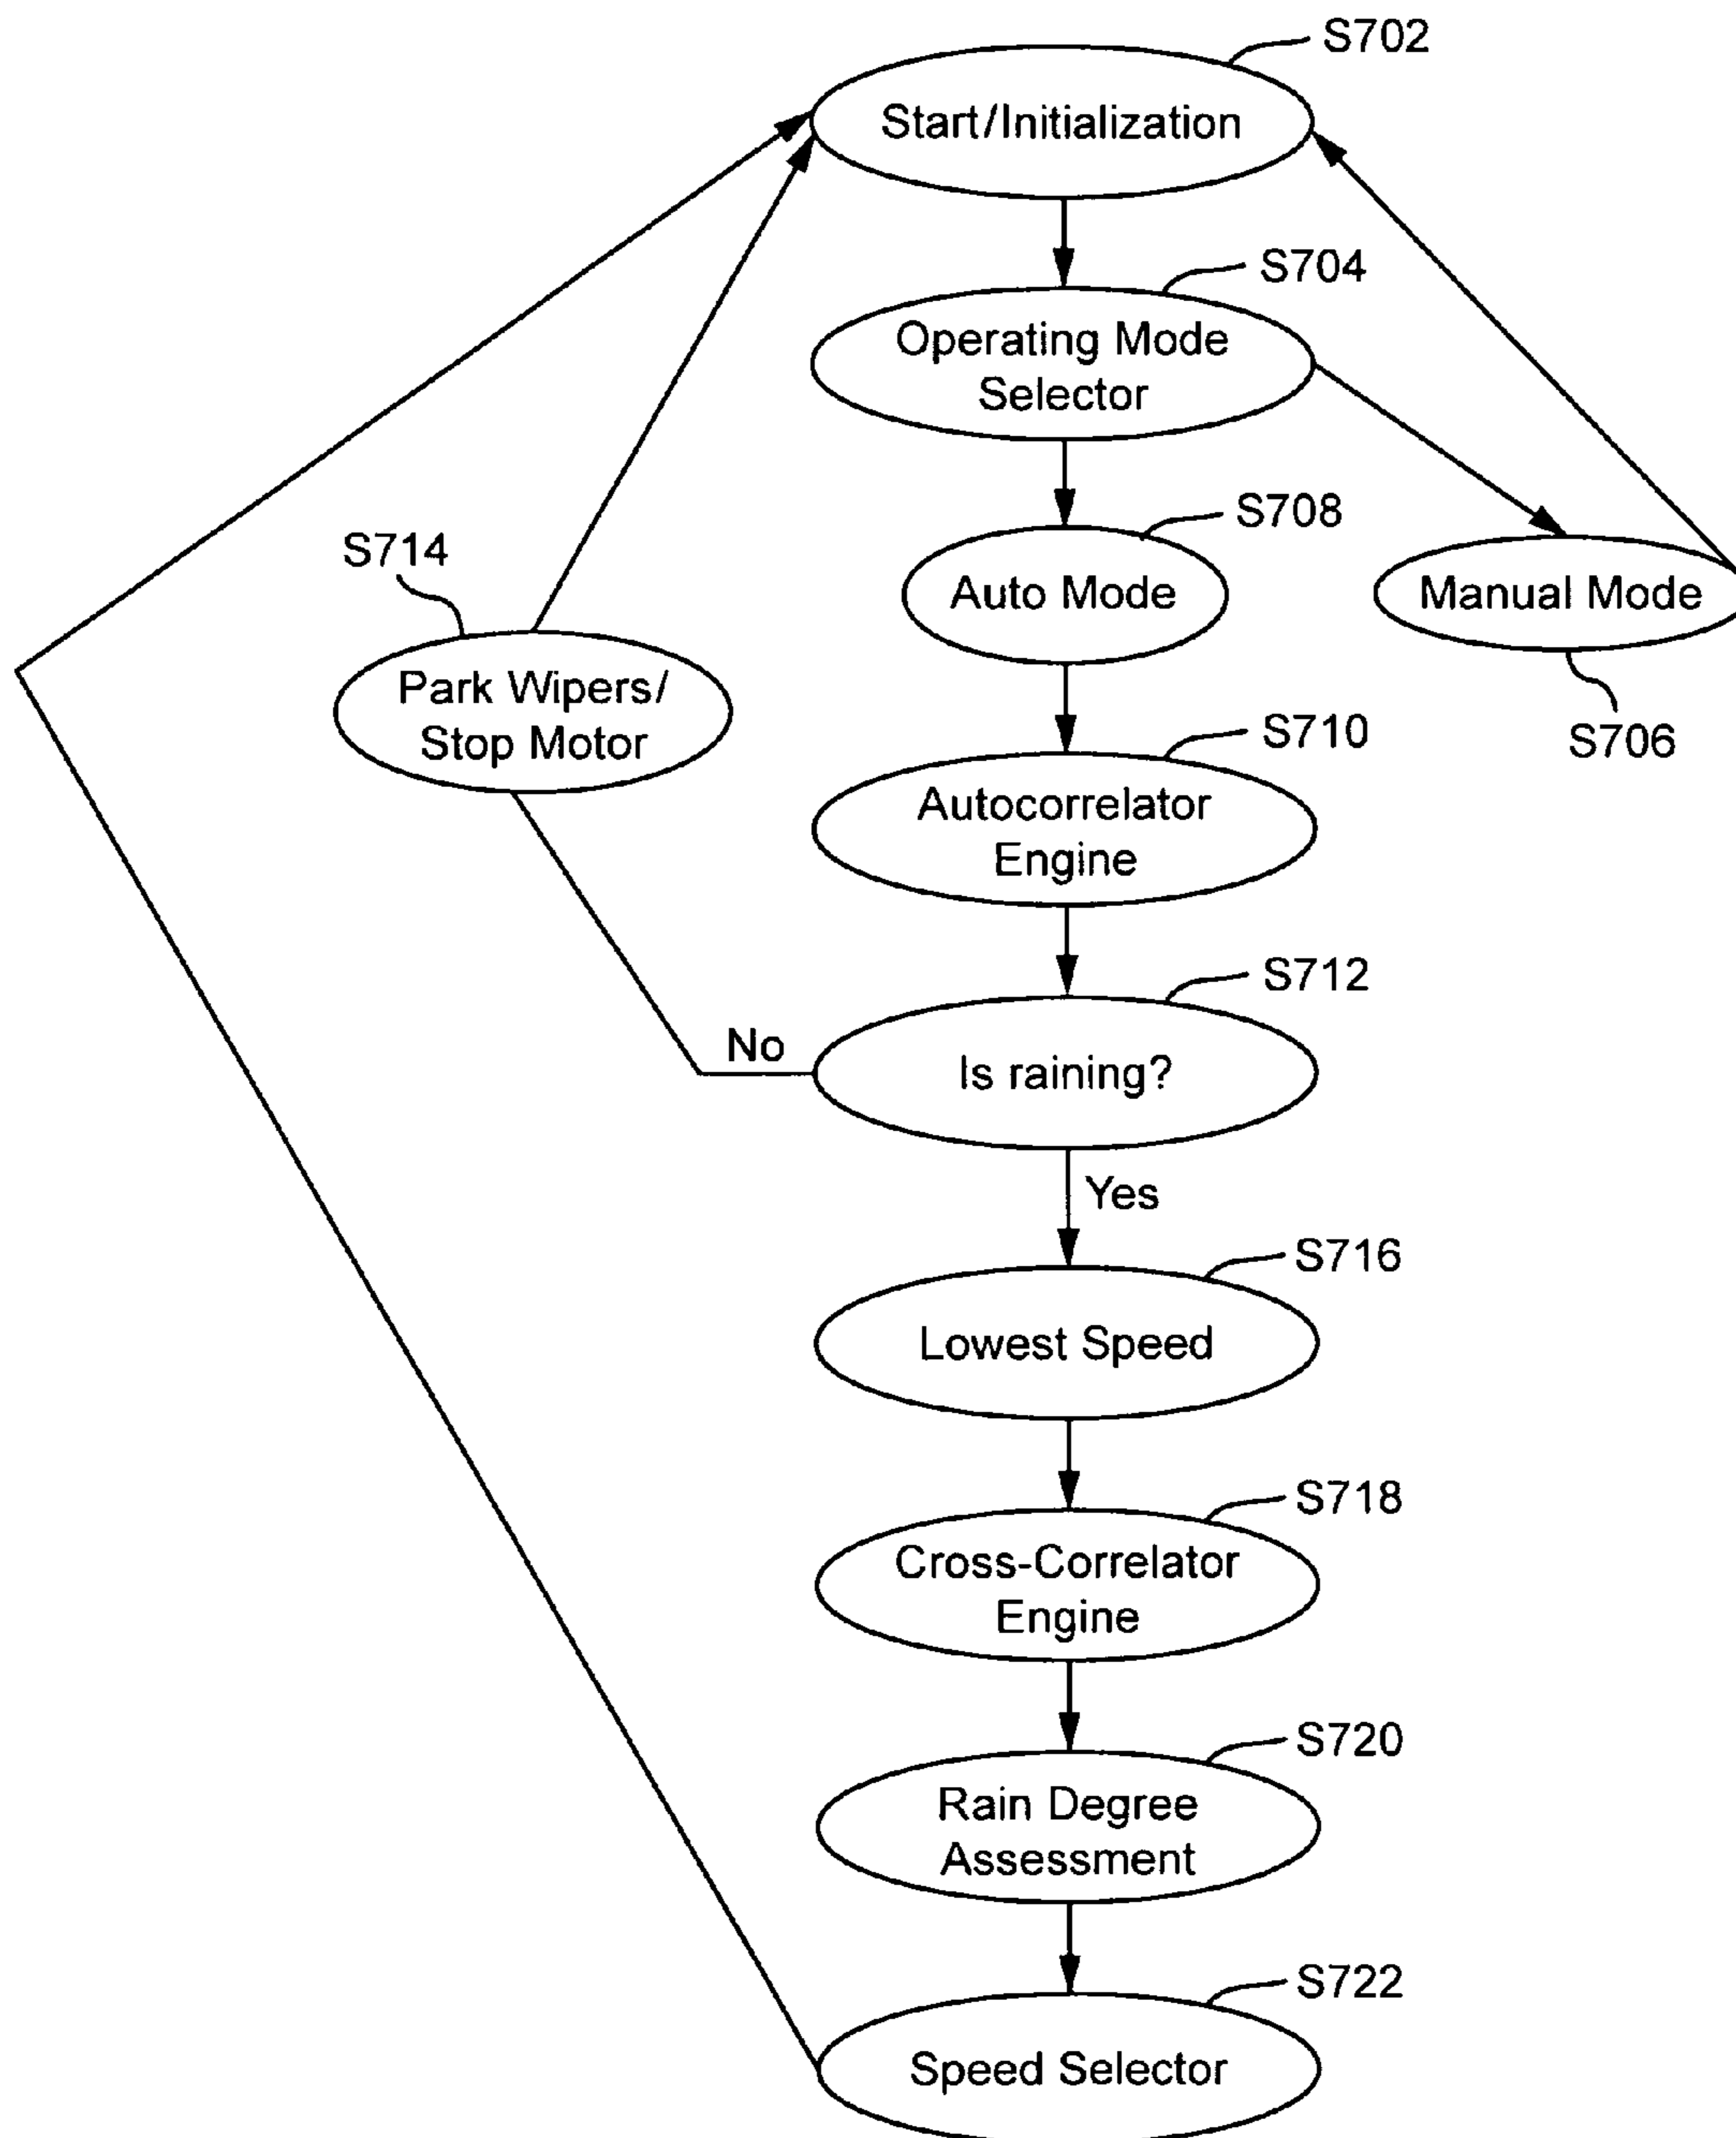 S702
Start/Initialization
S704
Operating Mode
Selector
S708
Auto Mode
Manual Mode
S706
S714
Park Wipers/
Stop Motor
S710
Autocorrelator
Engine
S712
Is raining?
No
Yes
S716
Lowest Speed
S718
Cross-Correlator
Engine
S720
Rain Degree
Assessment
S722
Speed Selector